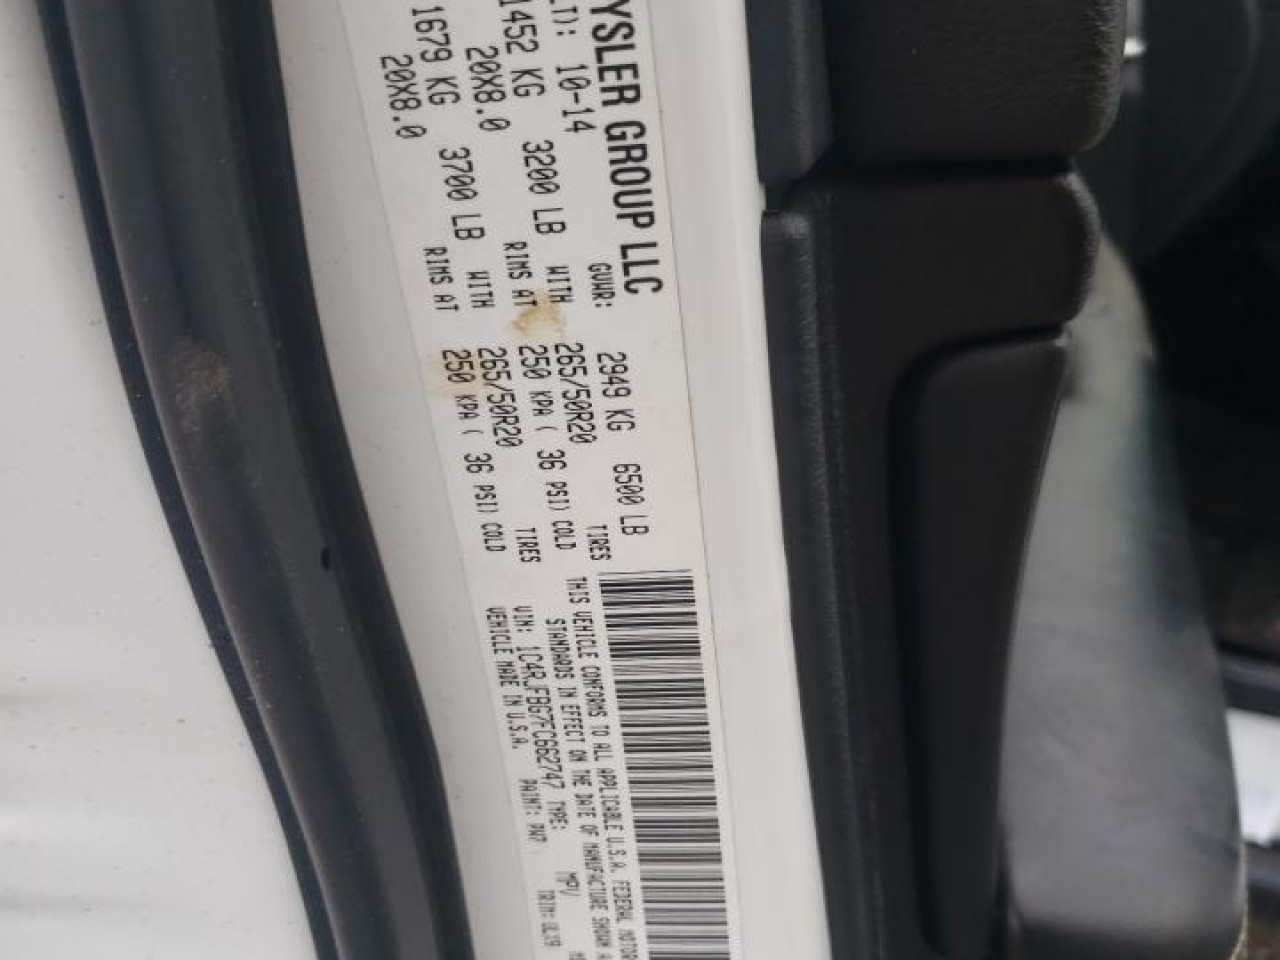 YSLER GROUP LLC
LT): 10-14 GVWR: 2949 KG 6500 LB
1452 KG 3200 LB WITH 265/50R20 TIRES
20X8.0 RIMS AT 250 KPA ( 36 PSI) COLD
1679 KG 3700 LB WITH 265/50R20 TIRES
20X8.0 RIMS AT 250 KPA ( 36 PSI) COLD
THIS VEHICLE CONFORMS TO ALL APPLICABLE U.S.A. FEDERAL MOTOR
STANDARDS IN EFFECT ON THE DATE OF MANUFACTURE SHOWN A
VIN: 1C4RJFBG7FC662747 TYPE: MPV
VEHICLE MADE IN U.S.A. PAINT: PW7 TRIM: